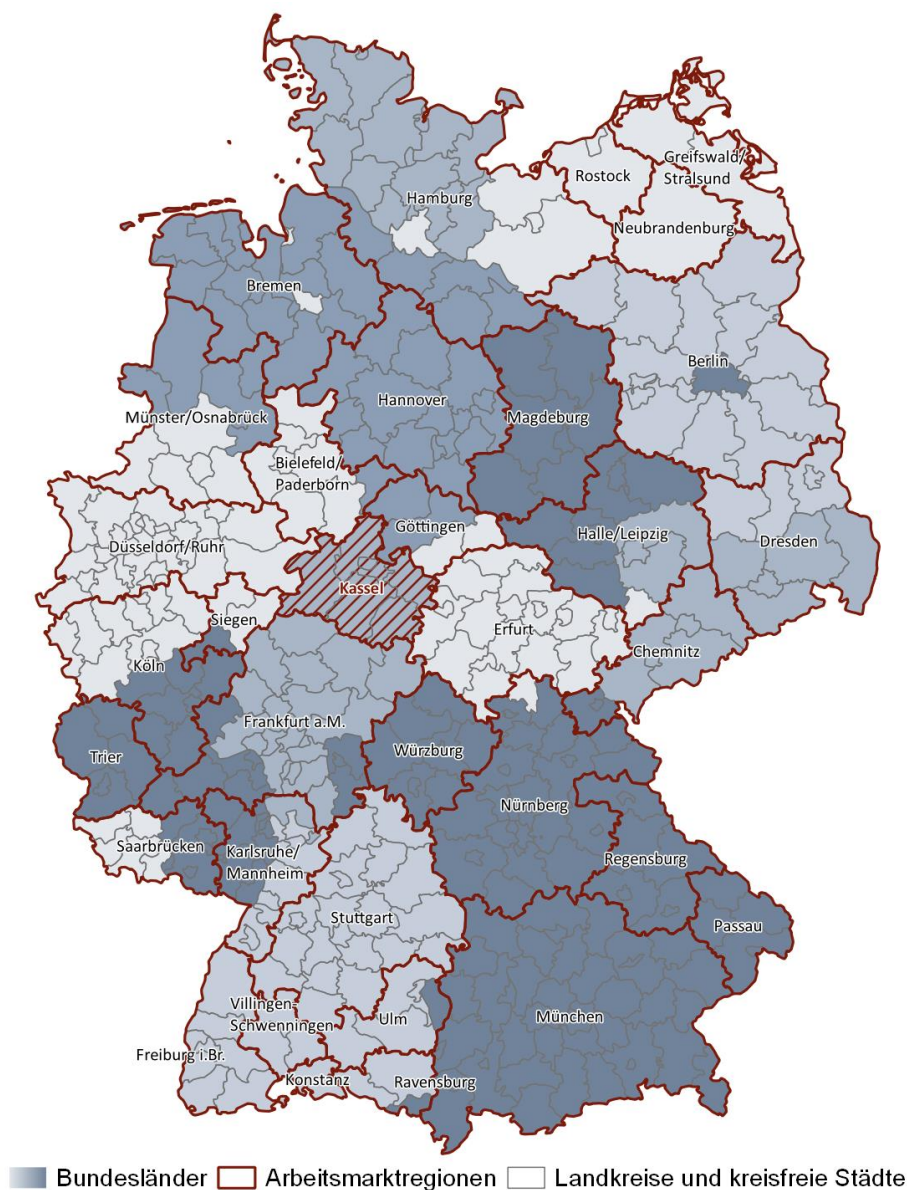 Greifswald/
Stralsund
Rostock
Hamburg
Neubrandenburg
Bremen
Berlin
Hannover
Magdeburg
Münster/Osnabrück
Bielefeld/
Paderborn
Göttingen
Halle/Leipzig
Dresden
Düsseldorf/Ruhr
Kassel
Siegen
Erfurt
Chemnitz
Köln
Frankfurt a.M.
Würzburg
Trier
Nürnberg
Saarbrücken
Karlsruhe/
Mannheim
Regensburg
Stuttgart
Passau
Villingen-
Schwenningen
Ulm
München
Freiburg i.Br.
Konstanz
Ravensburg
Bundesländer Arbeitsmarktregionen Landkreise und kreisfreie Städte